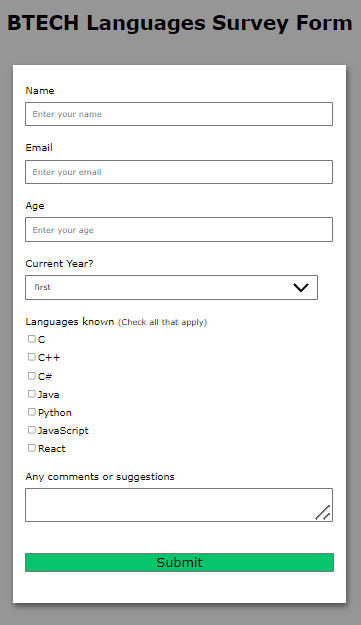 BTECH Languages Survey Form
Name
Enter your name
Email
Enter your email
Age
Enter your age
Current Year?
first
Languages known (Check all that apply)
C
C++
C#
Java
Python
JavaScript
React
Any comments or suggestions
Submit